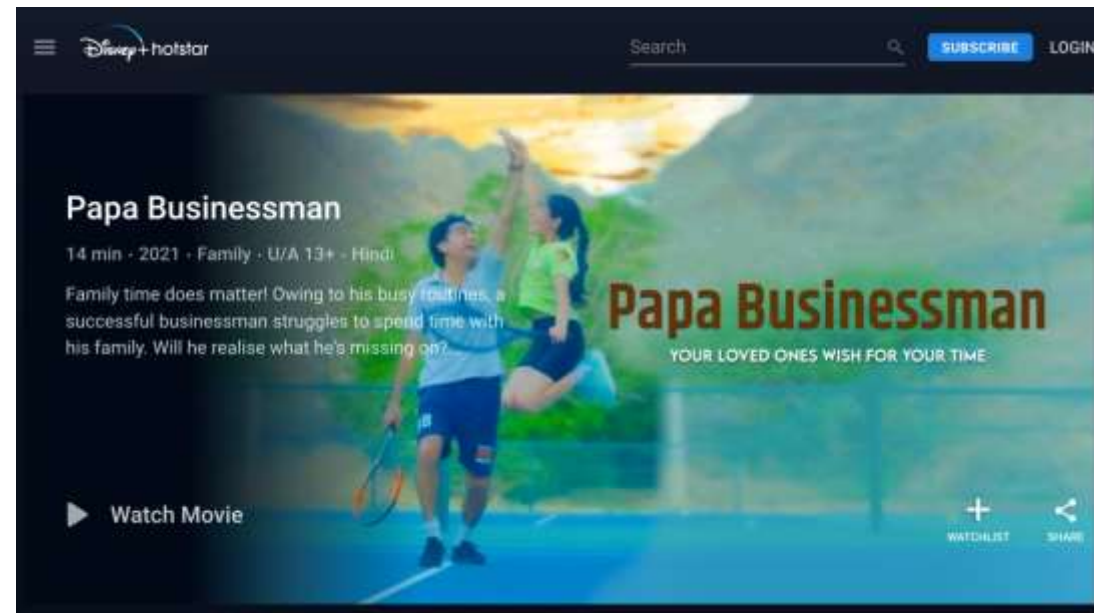 Disney+ hotstar
Search
SUBSCRIBE
LOGIN
Papa Businessman
14 min · 2021 · Family · U/A 13+ · Hindi
Family time does matter! Owing to his busy routines, a
successful businessman struggles to spend time with
his family. Will he realise what he's missing on?...
Papa Businessman
YOUR LOVED ONES WISH FOR YOUR TIME
Watch Movie
WATCHLIST
SHARE